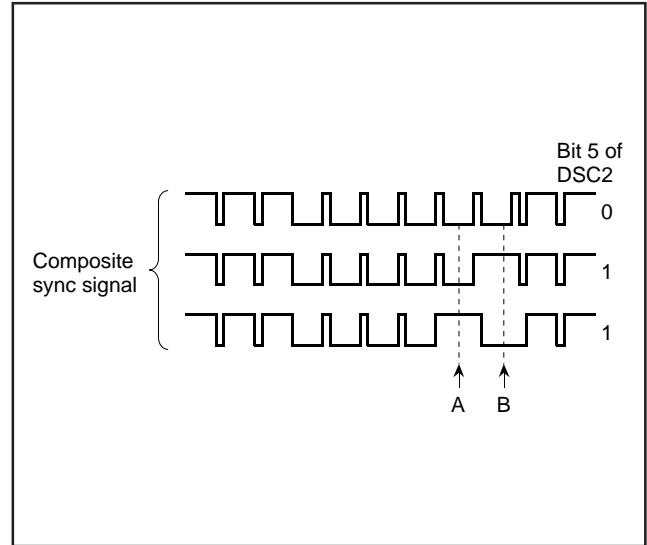 Bit 5 of
DSC2
0
Composite
sync signal
1
1
A B